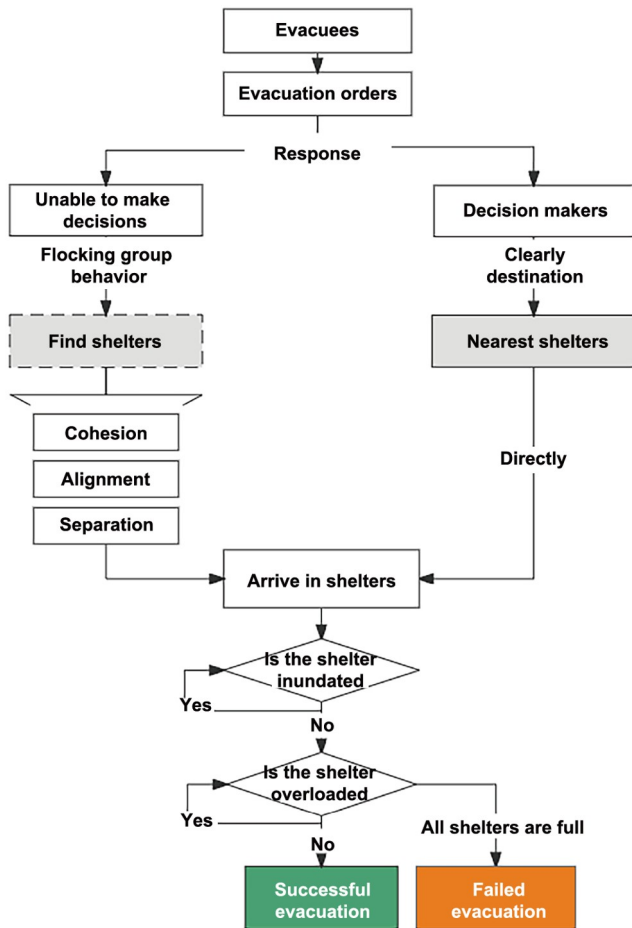 Evacuees
Evacuation orders
Response
Unable to make
decisions
Decision makers
Flocking group
behavior
Clearly
destination
Find shelters
Nearest shelters
Cohesion
Alignment
Separation
Directly
Arrive in shelters
Is the shelter
inundated
Yes
No
Is the shelter
overloaded
Yes
All shelters are full
No
Successful
evacuation
Failed
evacuation